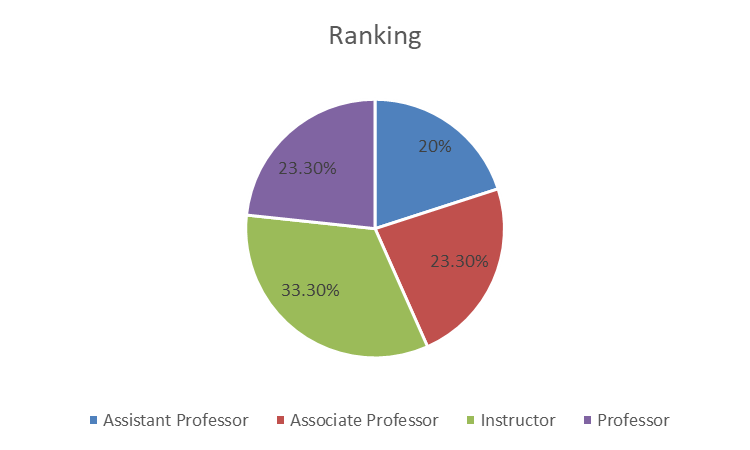 Ranking
20%
23.30%
23.30%
33.30%
Assistant Professor
Associate Professor
Instructor
Professor